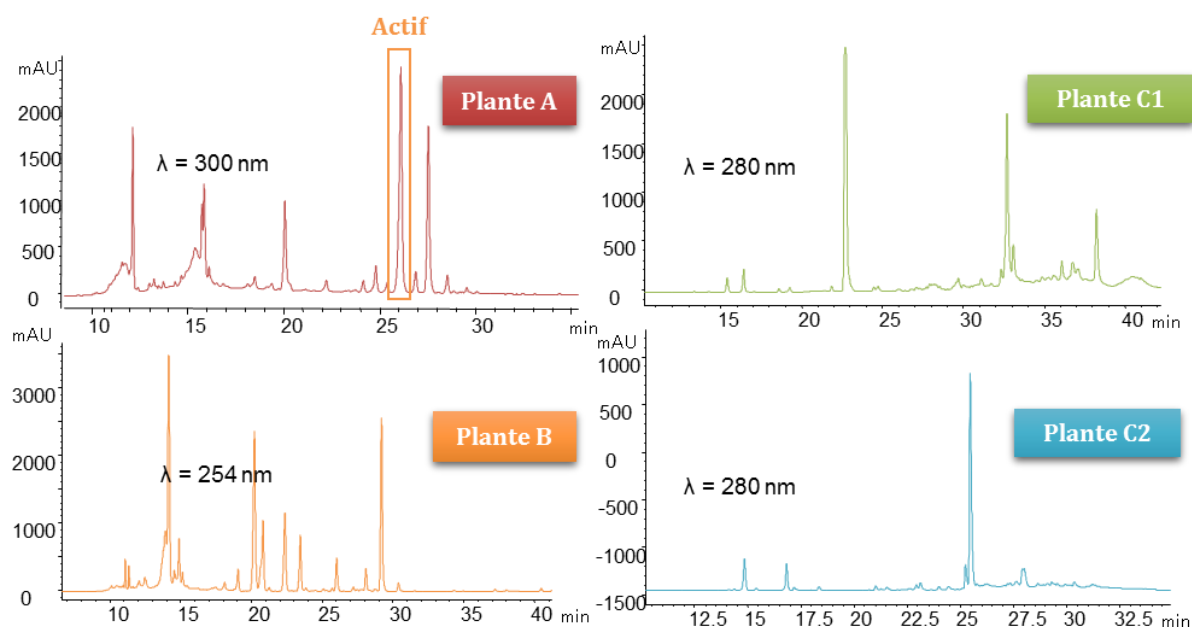 Actif
mAU
2000
1500
1000
500
0
λ = 300 nm
Plante A
10 15 20 25 30 min
mAU
2000
1500
1000
500
0
λ = 280 nm
Plante C1
15 20 25 30 35 40 min
mAU
3000
2000
1000
0
λ = 254 nm
Plante B
10 15 20 25 30 35 40 min
mAU
1000
500
0
-500
-1000
-1500
λ = 280 nm
Plante C2
12.5 15 17.5 20 22.5 25 27.5 30 32.5 min